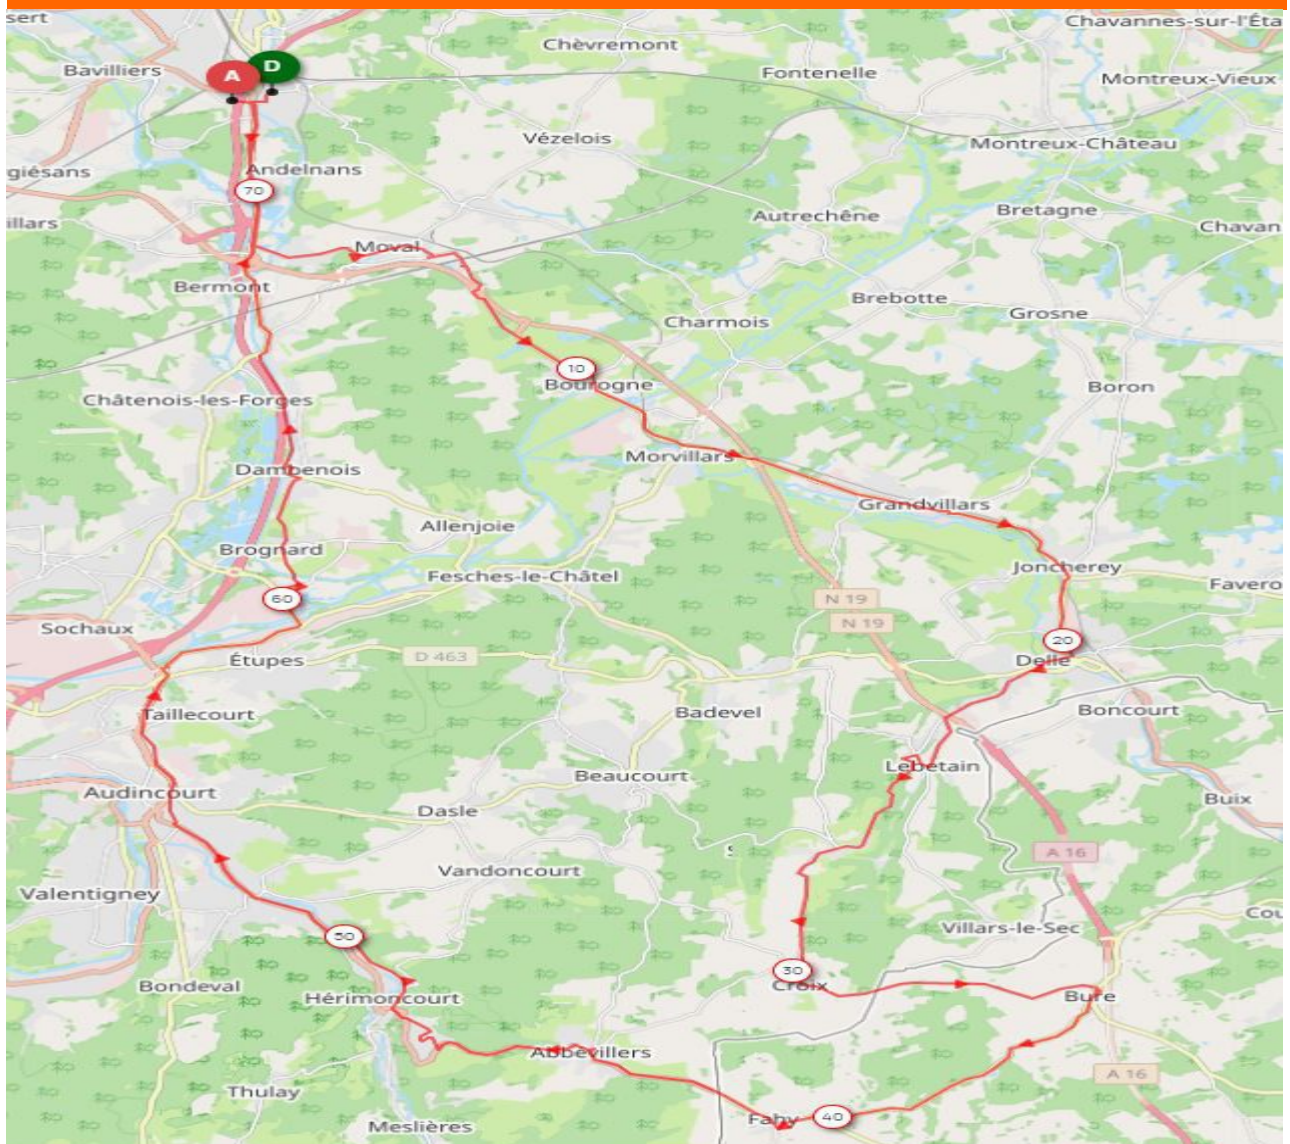 sert
Chavannes-sur-l'Éta
Chèvremont
D
Bavilliers
A
Fontenelle
Montreux-Vieux
Vézelois
Montreux-Château
giésans
Andelnans
70
Autrechêne
Bretagne
illars
Chavan
Moval
Bermont
Brebotte
Grosne
Charmois
10
Bourogne
Boron
Châtenois-les-Forges
Morvillars
Dambenois
Grandvillars
Allenjoie
Brognard
Joncherey
Fesches-le-Châtel
Favero
60
N 19
N 19
Sochaux
20
Étupes
D 463
Delle
Taillecourt
Badevel
Boncourt
Lebetain
Beaucourt
Audincourt
Buix
Dasle
S
A 16
Vandoncourt
Valentigney
Cou
Villars-le-Sec
50
30
Bondeval
Croix
Hérimoncourt
Bure
Abbévillers
A 16
Thulay
Fahy
40
Meslières